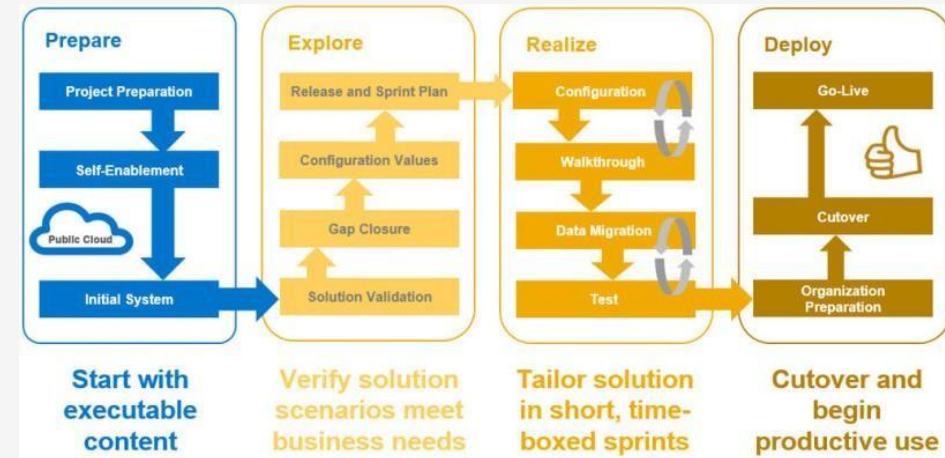 Prepare
Project Preparation
Self-Enablement
Public Cloud
Initial System
Start with
executable
content
Explore
Release and Sprint Plan
Configuration Values
Gap Closure
Solution Validation
Verify solution
scenarios meet
business needs
Realize
Configuration
Walkthrough
Data Migration
Test
Tailor solution
in short, time-
boxed sprints
Deploy
Go-Live
Cutover
Organization
Preparation
Cutover and
begin
productive use